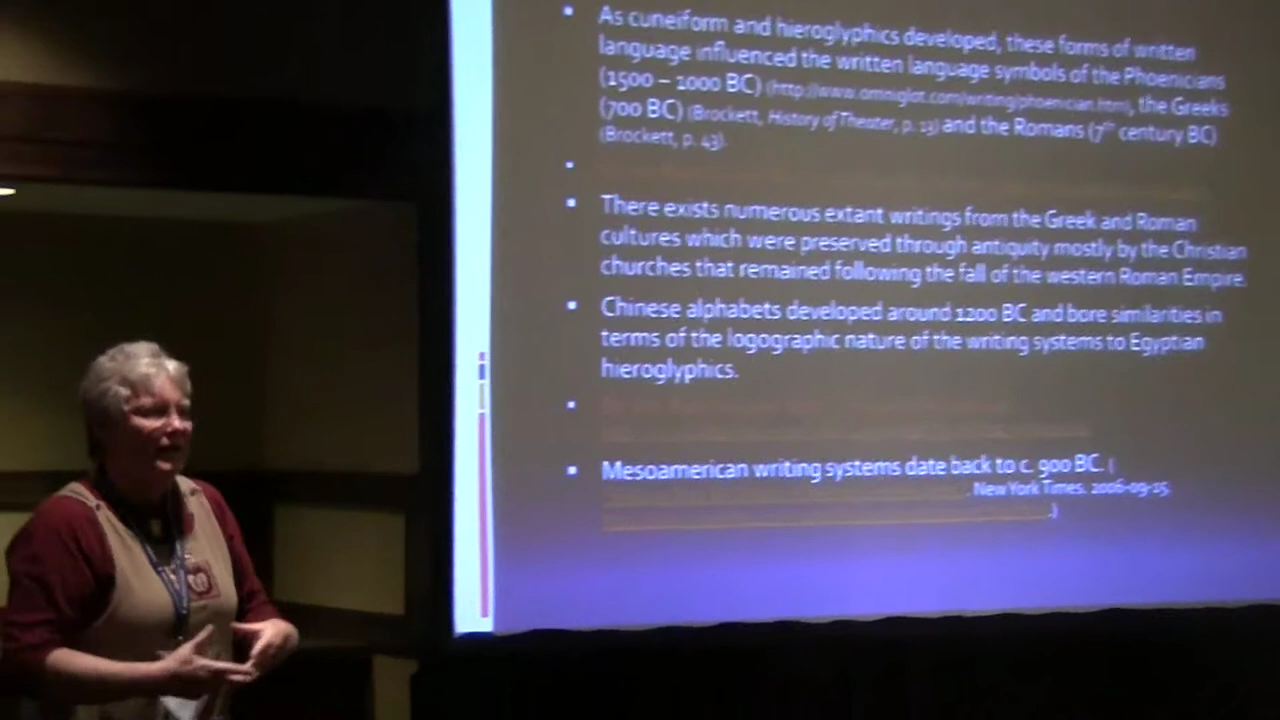 As cuneiform and hieroglyphics developed, these forms of written
language influenced the written language symbols of the Phoenicians
(1500 – 1000 BC) (http://www.omniglot.com/writing/phoenician.htm), the Greeks
(700 BC) (Brockett, History of Theater, p. 13) and the Romans (7th century BC)
(Brockett, p. 43).
There exists numerous extant writings from the Greek and Roman
cultures which were preserved through antiquity mostly by the Christian
churches that remained following the fall of the western Roman Empire.
Chinese alphabets developed around 1200 BC and bore similarities in
terms of the logographic nature of the writing systems to Egyptian
hieroglyphics.
Mesoamerican writing systems date back to c. 900 BC. (
. New York Times. 2006-09-15.
.)